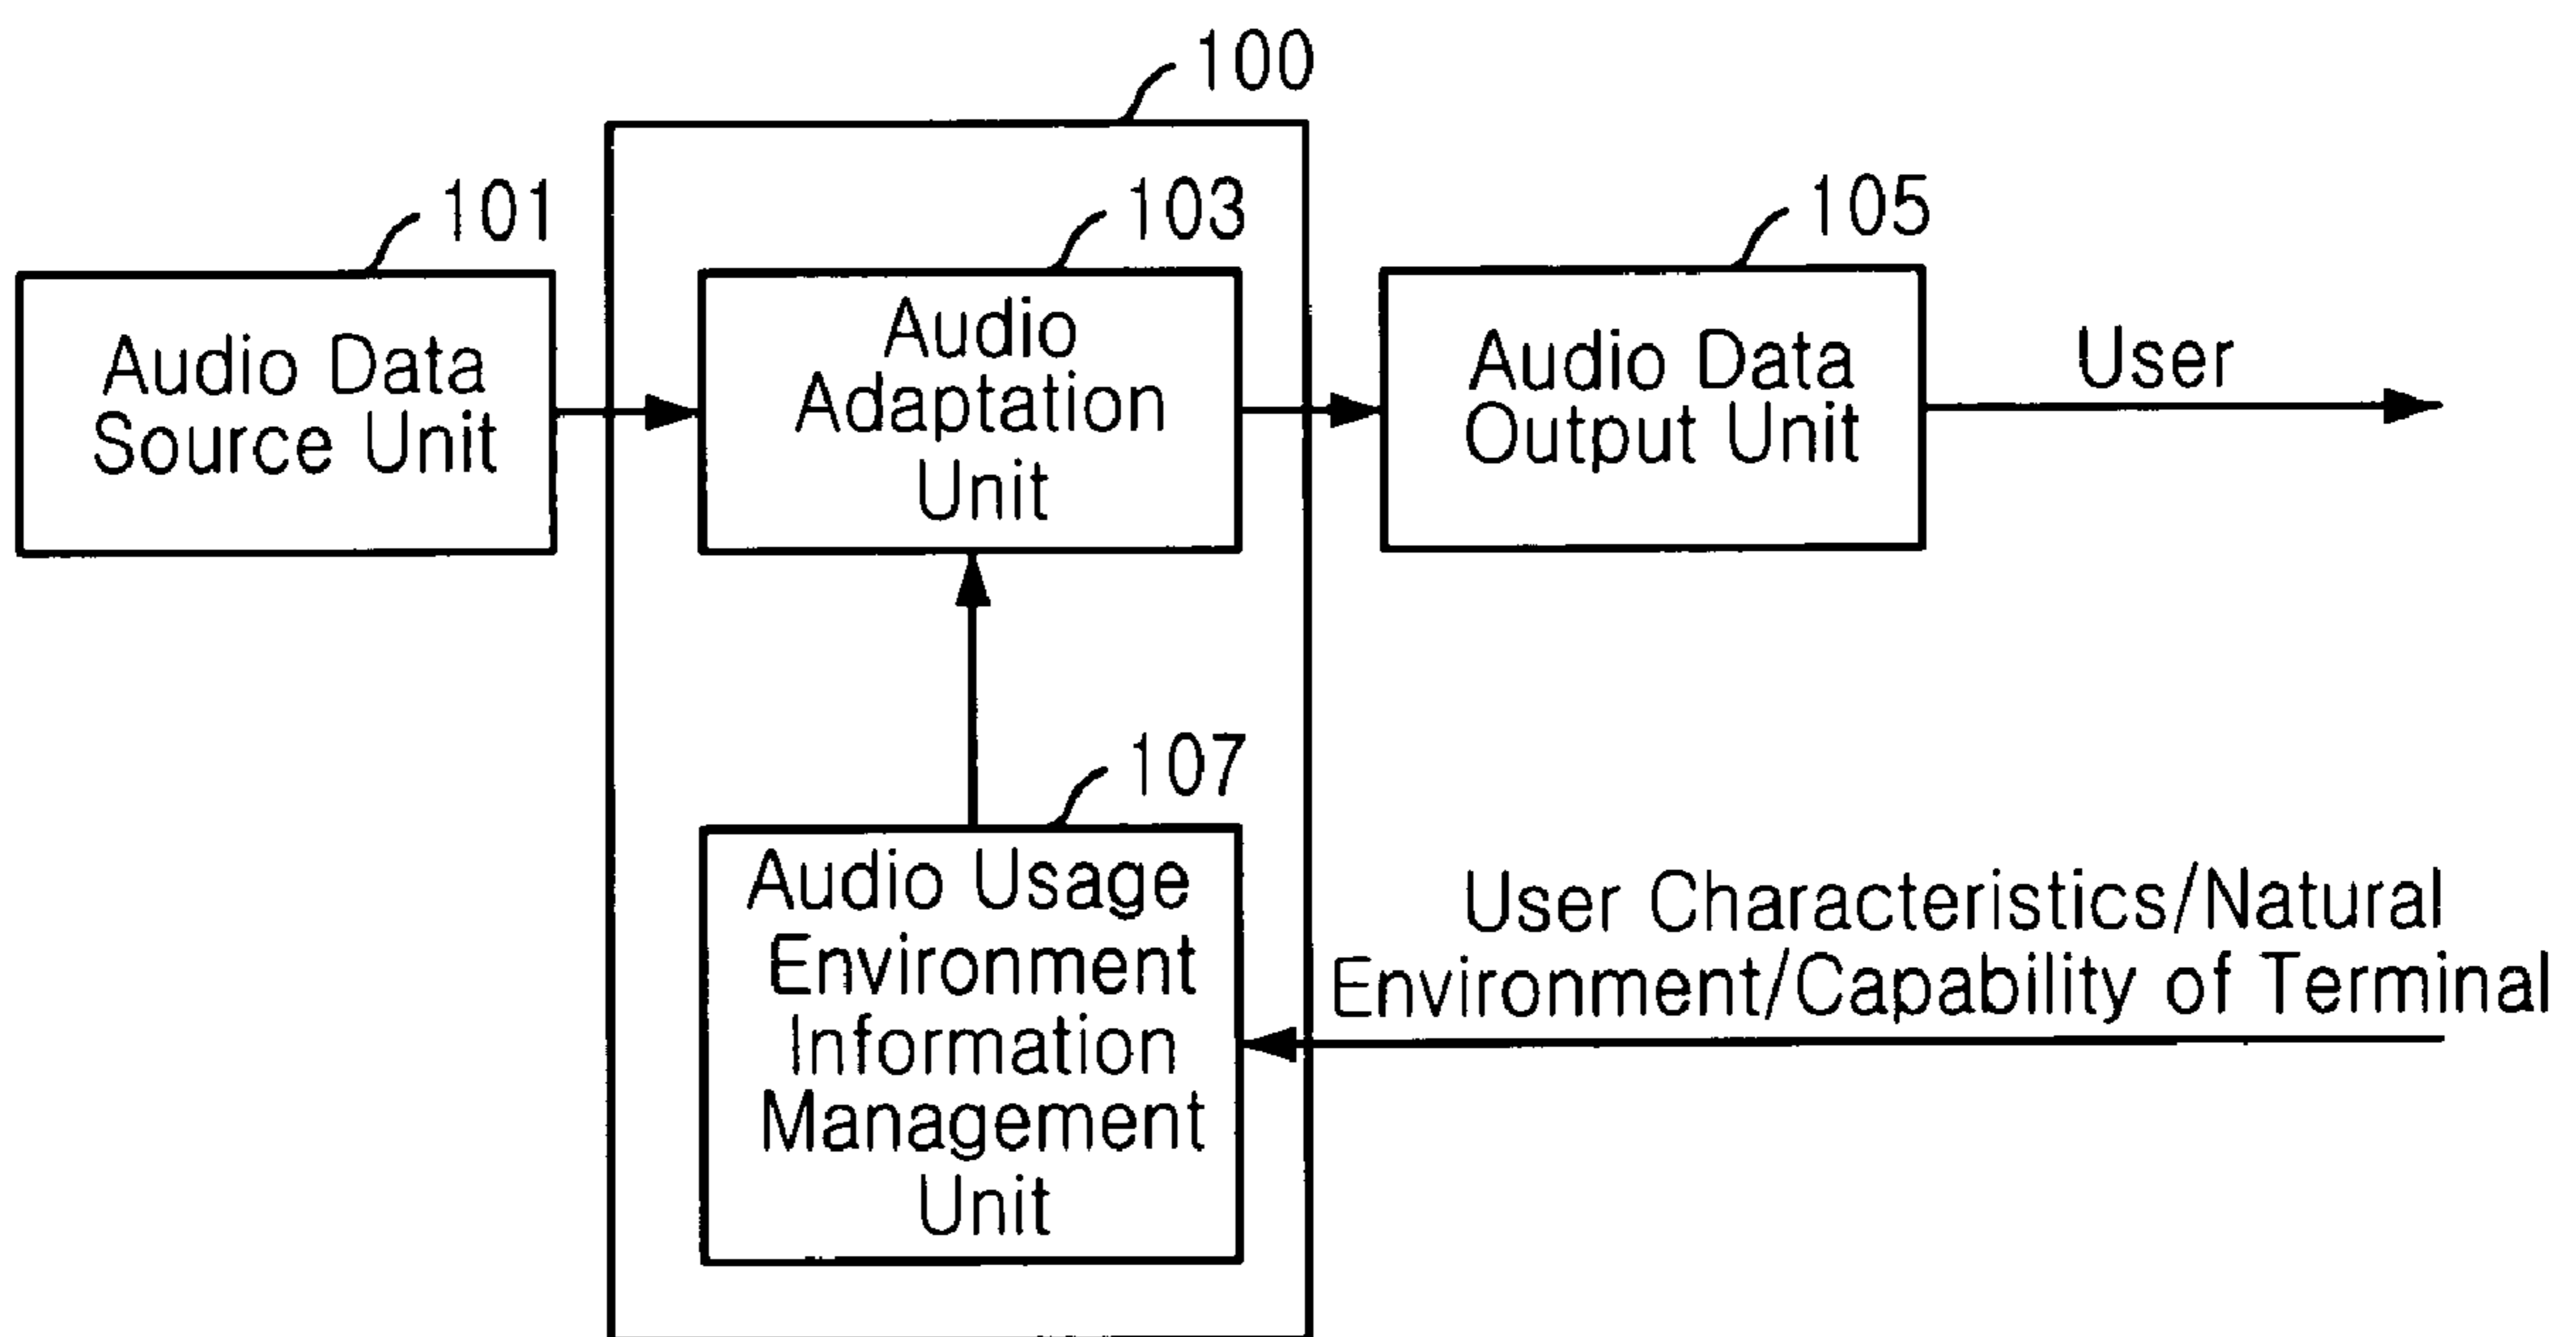 100
101
103
105
Audio Data
Source Unit
Audio
Adaptation
Unit
Audio Data
Output Unit
User
107
Audio Usage
Environment
Information
Management
Unit
User Characteristics/Natural
Environment/Capability of Terminal